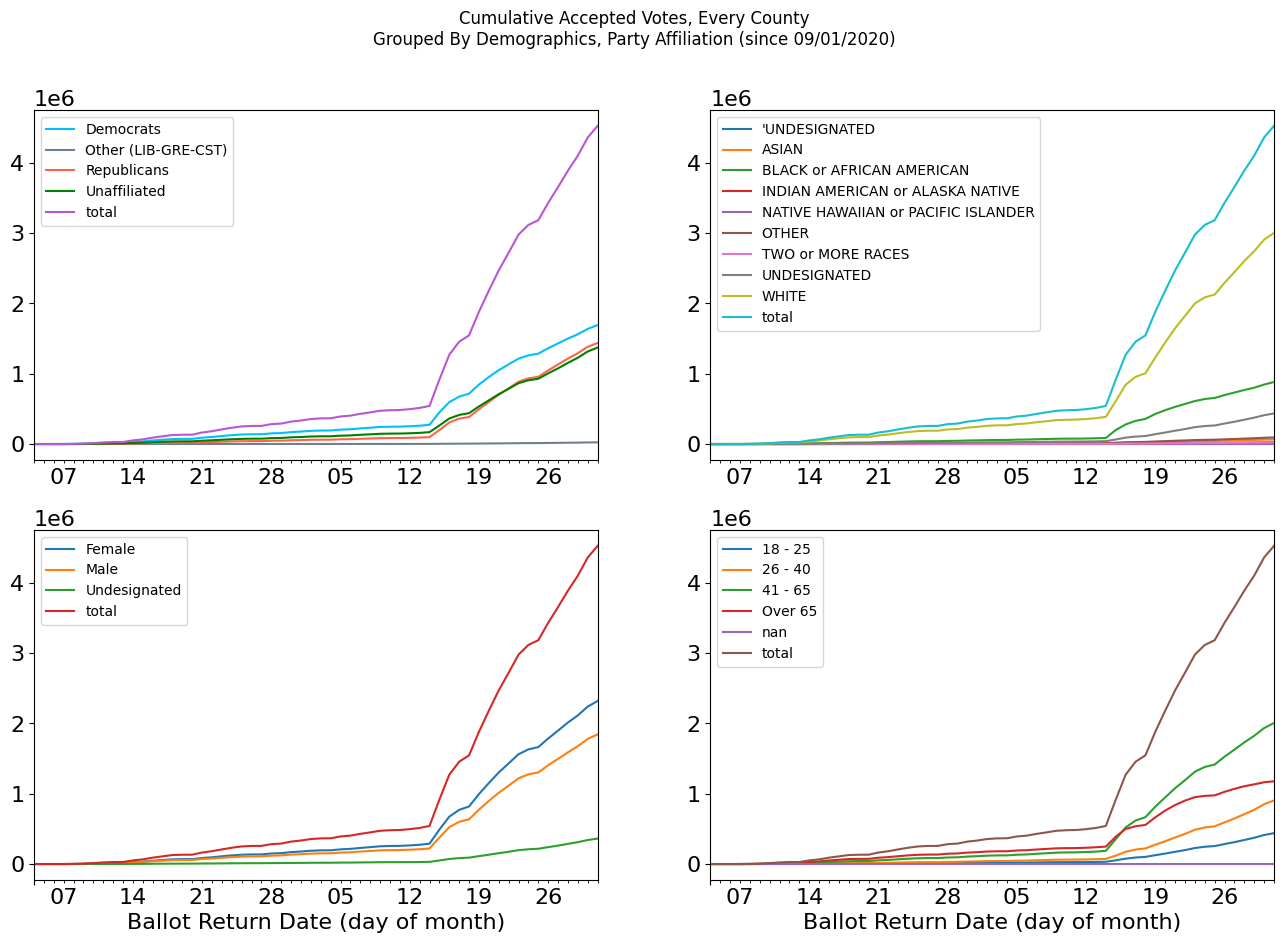 Cumulative Accepted Votes, Every County
Grouped By Demographics, Party Affiliation (since 09/01/2020)
1e6
Democrats
Other (LIB-GRE-CST)
Republicans
Unaffiliated
total
4
3
2
1
0
07 14 21 28 05 12 19 26
1e6
'UNDESIGNATED
ASIAN
BLACK or AFRICAN AMERICAN
INDIAN AMERICAN or ALASKA NATIVE
NATIVE HAWAIIAN or PACIFIC ISLANDER
OTHER
TWO or MORE RACES
UNDESIGNATED
WHITE
total
4
3
2
1
0
07 14 21 28 05 12 19 26
1e6
Female
Male
Undesignated
total
4
3
2
1
0
07 14 21 28 05 12 19 26
Ballot Return Date (day of month)
1e6
18 - 25
26 - 40
41 - 65
Over 65
nan
total
4
3
2
1
0
07 14 21 28 05 12 19 26
Ballot Return Date (day of month)